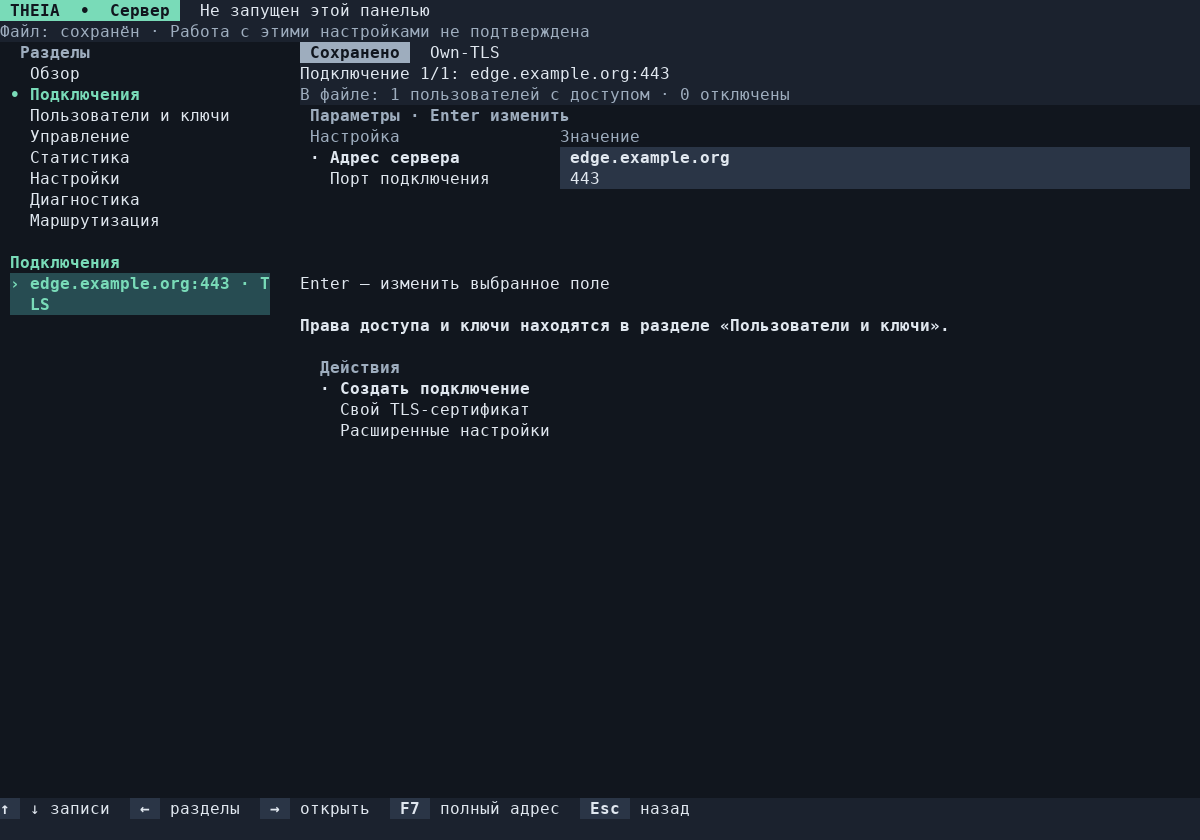 THEIA • Сервер Не запущен этой панелью
Файл: сохранён · Работа с этими настройками не подтверждена
Разделы
Обзор
• Подключения
Пользователи и ключи
Управление
Статистика
Настройки
Диагностика
Маршрутизация
Подключения
› edge.example.org:443 · T
LS
Сохранено Own-TLS
Подключение 1/1: edge.example.org:443
В файле: 1 пользователей с доступом · 0 отключены
Параметры · Enter изменить
Настройка Значение
· Адрес сервера edge.example.org
Порт подключения 443
Enter — изменить выбранное поле
Права доступа и ключи находятся в разделе «Пользователи и ключи».
Действия
· Создать подключение
Свой TLS-сертификат
Расширенные настройки
↑ ↓ записи ← разделы → открыть F7 полный адрес Esc назад